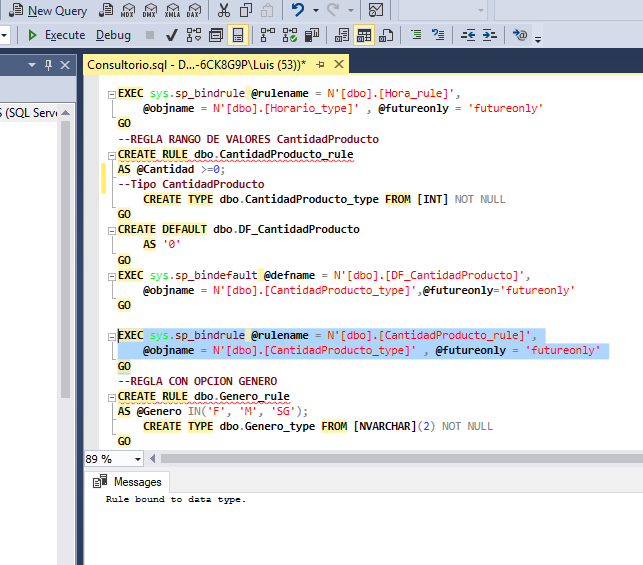 New Query MDX DMX XMLA DAX
Execute Debug
Consultorio.sql - D...-6CK8G9P\Luis (53))*
(SQL Serve
EXEC sys.sp_bindrule @rulename = N'[dbo].[Hora_rule]',
@objname = N'[dbo].[Horario_type]' , @futureonly = 'futureonly'
GO
--REGLA RANGO DE VALORES CantidadProducto
CREATE RULE dbo.CantidadProducto_rule
AS @Cantidad >=0;
--Tipo CantidadProducto
CREATE TYPE dbo.CantidadProducto_type FROM [INT] NOT NULL
GO
CREATE DEFAULT dbo.DF_CantidadProducto
AS '0'
GO
EXEC sys.sp_bindefault @defname = N'[dbo].[DF_CantidadProducto]',
@objname = N'[dbo].[CantidadProducto_type]',@futureonly='futureonly'
GO
EXEC sys.sp_bindrule @rulename = N'[dbo].[CantidadProducto_rule]',
@objname = N'[dbo].[CantidadProducto_type]' , @futureonly = 'futureonly'
GO
--REGLA CON OPCION GENERO
CREATE RULE dbo.Genero_rule
AS @Genero IN('F', 'M', 'SG');
CREATE TYPE dbo.Genero_type FROM [NVARCHAR](2) NOT NULL
GO
89 %
Messages
Rule bound to data type.